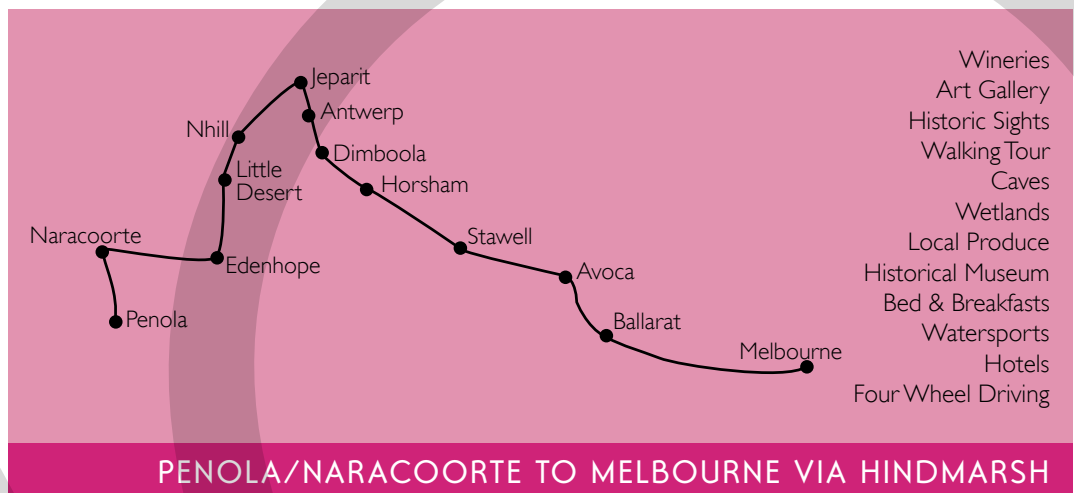 Jeparit
Antwerp
Nhill
Dimboola
Little
Desert
Horsham
Naracoorte
Stawell
Edenhope
Avoca
Penola
Ballarat
Melbourne
Wineries
Art Gallery
Historic Sights
Walking Tour
Caves
Wetlands
Local Produce
Historical Museum
Bed & Breakfasts
Watersports
Hotels
Four Wheel Driving
PENOLA/NARACOORTE TO MELBOURNE VIA HINDMARSH